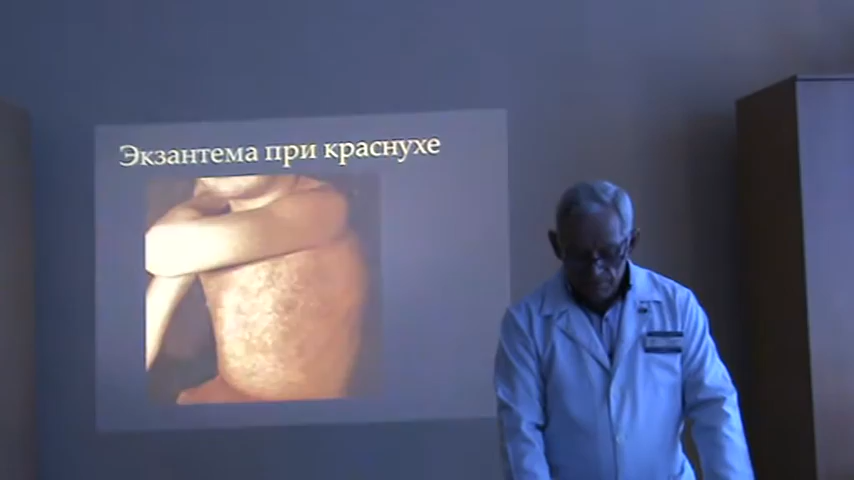 Экзантема при краснухе